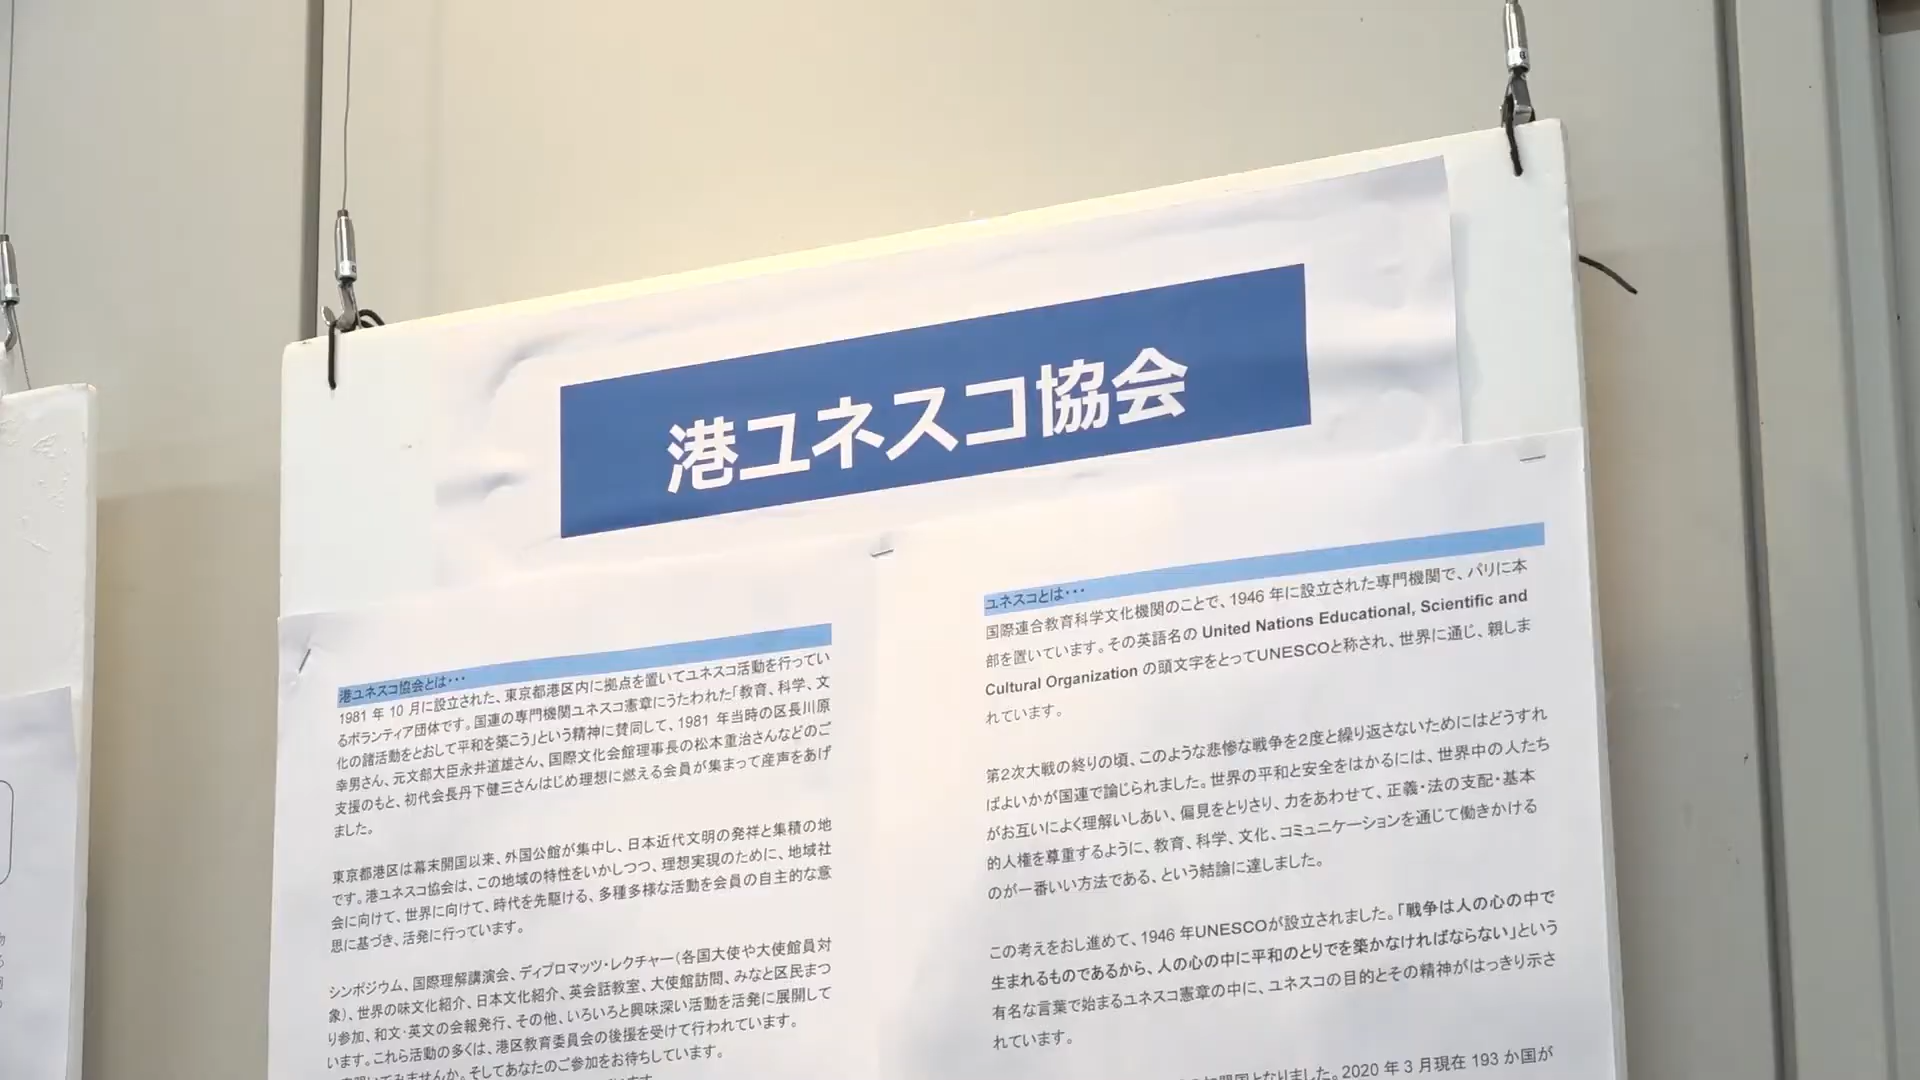 港ユネスコ協会
港ユネスコ協会とは･･･
1981 年 10 月に設立された、東京都港区内に拠点を置いてユネスコ活動を行ってい
るボランティア団体です。国連の専門機関ユネスコ憲章にうたわれた「教育、科学、文
化の諸活動をとおして平和を築こう」という精神に賛同して、1981 年当時の区長川原
幸男さん、元文部大臣永井道雄さん、国際文化会館理事長の松本重治さんなどのご
支援のもと、初代会長丹下健三さんはじめ理想に燃える会員が集まって産声をあげ
ました。
東京都港区は幕末開国以来、外国公館が集中し、日本近代文明の発祥と集積の地
です。港ユネスコ協会は、この地域の特性をいかしつつ、理想実現のために、地域社
会に向けて、世界に向けて、時代を先駆ける、多種多様な活動を会員の自主的な意
思に基づき、活発に行っています。
シンポジウム、国際理解講演会、ディプロマッツ・レクチャー（各国大使や大使館員対
象）、世界の味文化紹介、日本文化紹介、英会話教室、大使館訪問、みなと区民まつ
り参加、和文・英文の会報発行、その他、いろいろと興味深い活動を活発に展開して
います。これら活動の多くは、港区教育委員会の後援を受けて行われています。
てみませんか。そしてあなたのご参加をお待ちしています。
ユネスコとは･･･
国際連合教育科学文化機関のことで、1946 年に設立された専門機関で、パリに本
部を置いています。その英語名の United Nations Educational, Scientific and
Cultural Organization の頭文字をとってUNESCOと称され、世界に通じ、親しま
れています。
第2次大戦の終りの頃、このような悲惨な戦争を2度と繰り返さないためにはどうすれ
ばよいかが国連で論じられました。世界の平和と安全をはかるには、世界中の人たち
がお互いによく理解いしあい、偏見をとりさり、力をあわせて、正義・法の支配・基本
的人権を尊重するように、教育、科学、文化、コミュニケーションを通じて働きかける
のが一番いい方法である、という結論に達しました。
この考えをおし進めて、1946 年UNESCOが設立されました。「戦争は人の心の中で
生まれるものであるから、人の心の中に平和のとりでを築かなければならない」という
有名な言葉で始まるユネスコ憲章の中に、ユネスコの目的とその精神がはっきり示さ
れています。
となりました。2020 年 3 月現在 193 か国が